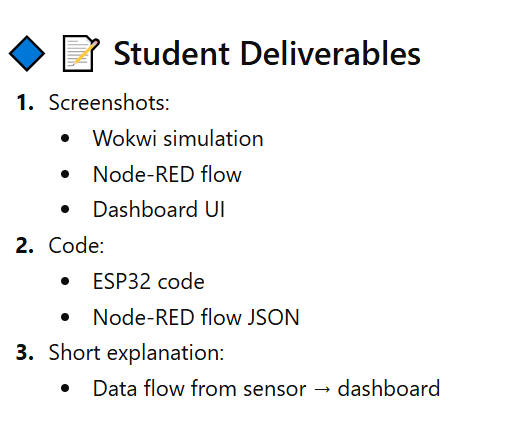 Student Deliverables
1. Screenshots:
• Wokwi simulation
• Node-RED flow
• Dashboard UI
2. Code:
• ESP32 code
• Node-RED flow JSON
3. Short explanation:
• Data flow from sensor → dashboard